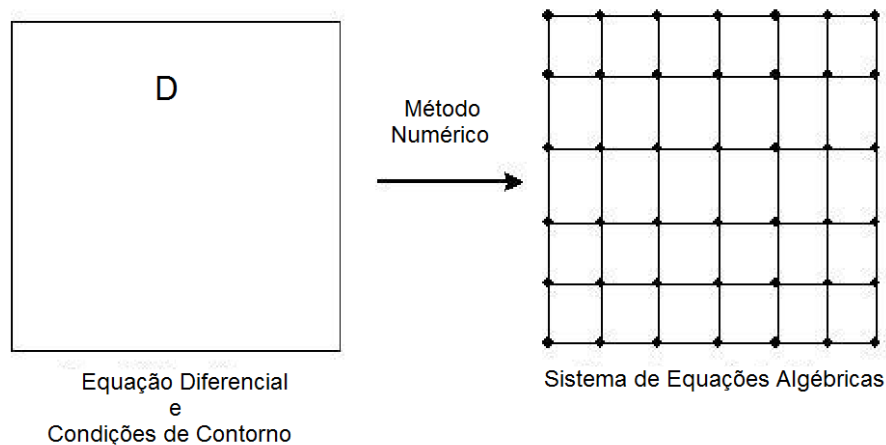 D
Método
Numérico
Equação Diferencial
e
Condições de Contorno
Sistema de Equações Algébricas